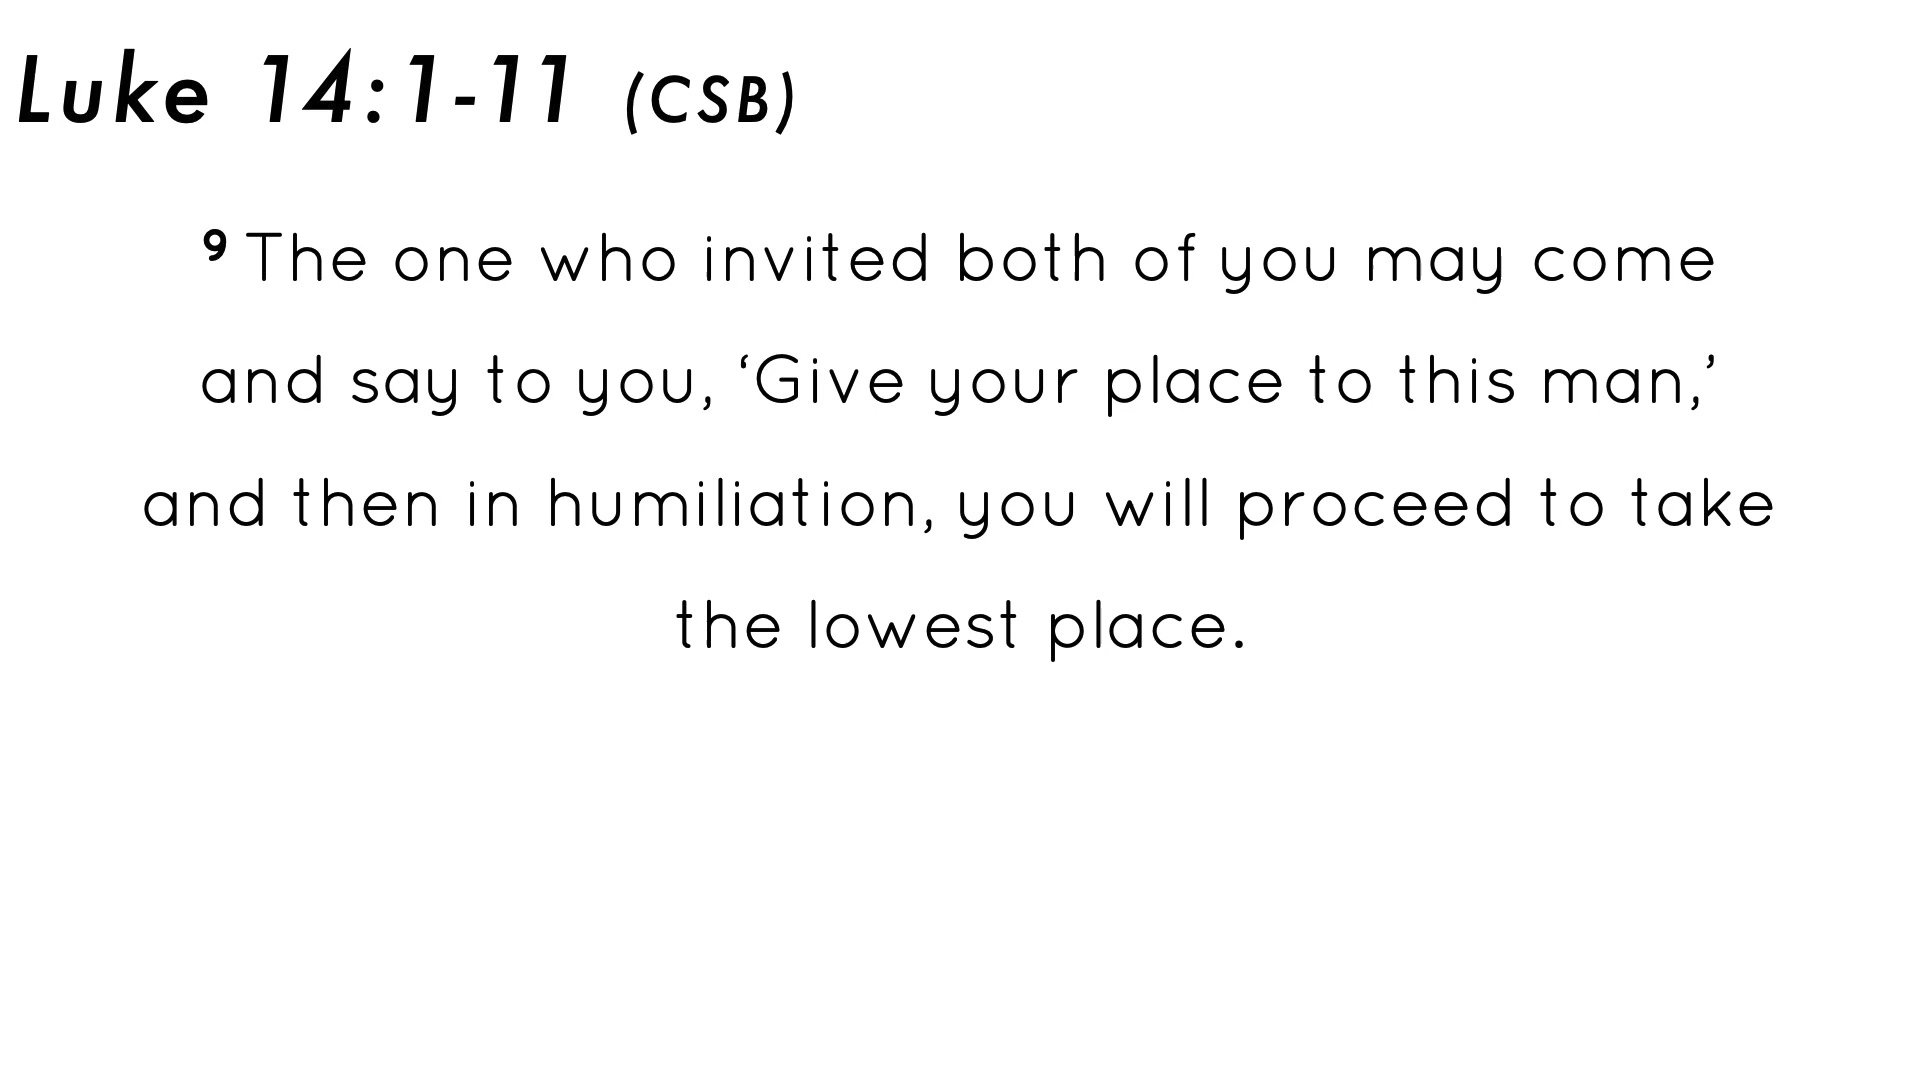 Luke 14:1-11 (CSB)
9 The one who invited both of you may come
and say to you, ‘Give your place to this man,’
and then in humiliation, you will proceed to take
the lowest place.